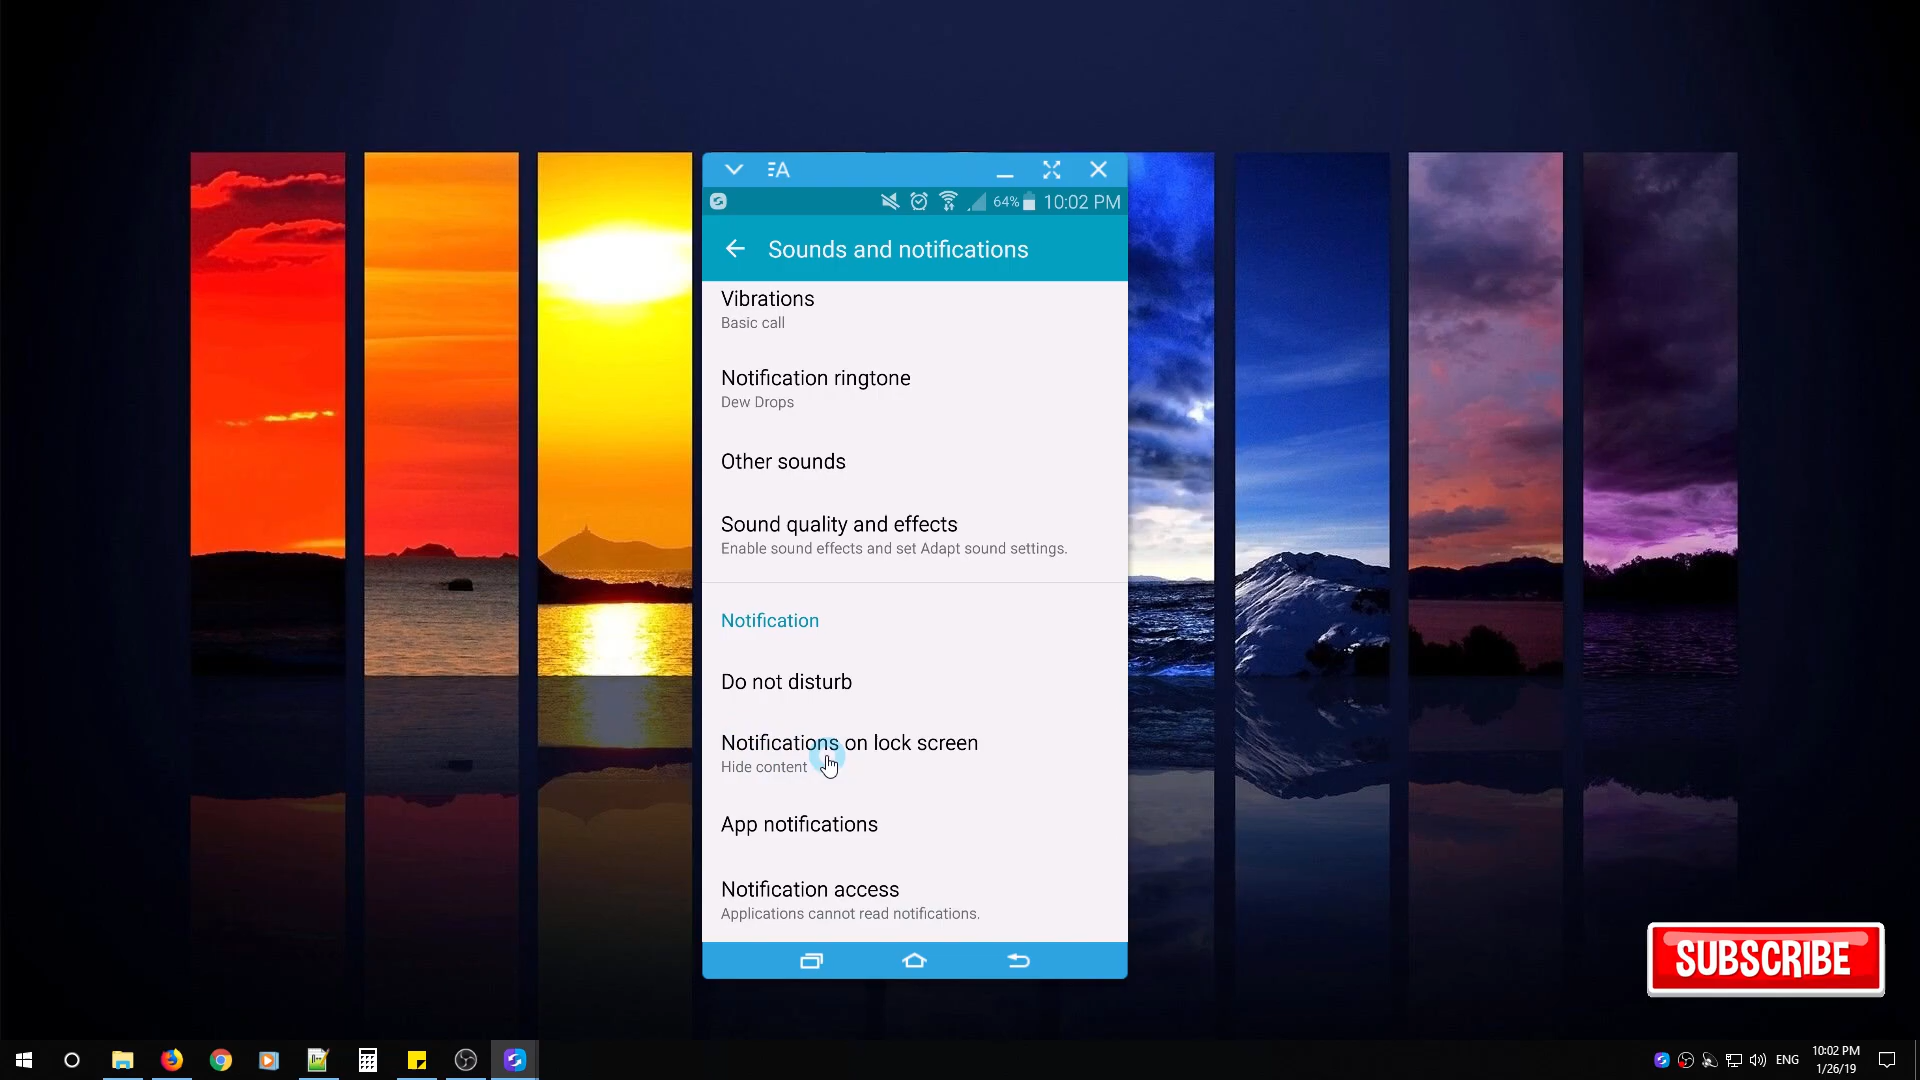 64% 10:02 PM
Sounds and notifications
Vibrations
Basic call
Notification ringtone
Dew Drops
Other sounds
Sound quality and effects
Enable sound effects and set Adapt sound settings.
Notification
Do not disturb
Notifications on lock screen
Hide content
App notifications
Notification access
Applications cannot read notifications.
SUBSCRIBE
ENG
10:02 PM
1/26/19